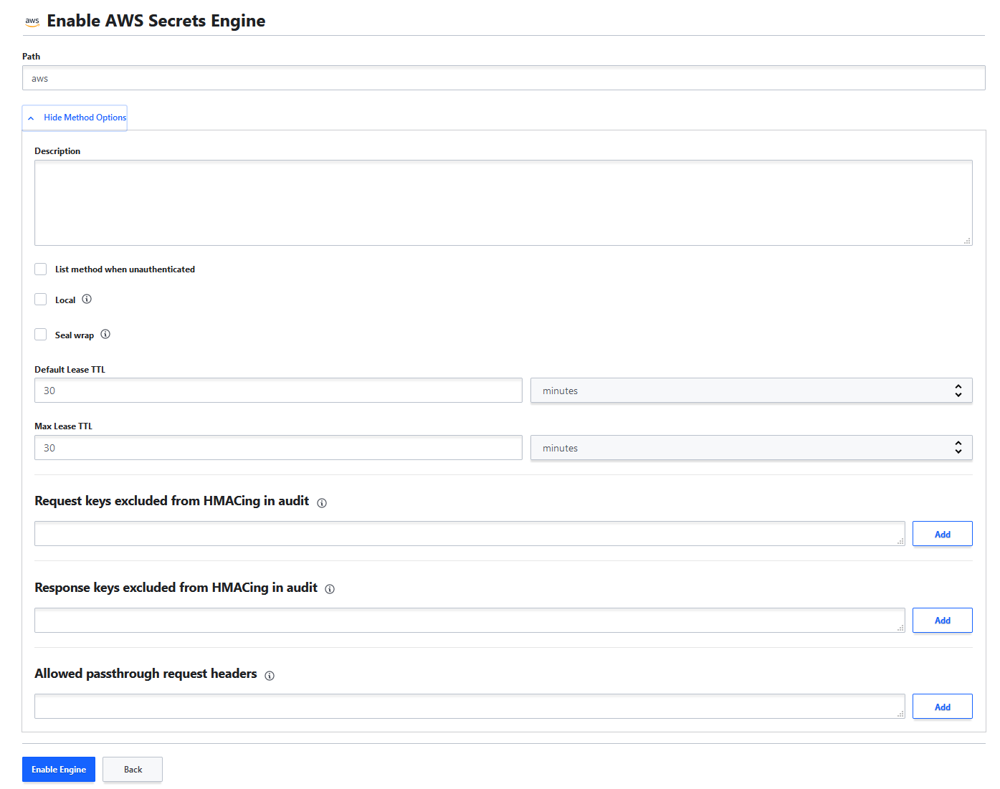 aws Enable AWS Secrets Engine
Path
aws
Hide Method Options
Description
List method when unauthenticated
Local
Seal wrap
Default Lease TTL
30 minutes
Max Lease TTL
30 minutes
Request keys excluded from HMACing in audit
Add
Response keys excluded from HMACing in audit
Add
Allowed passthrough request headers
Add
Enable Engine Back